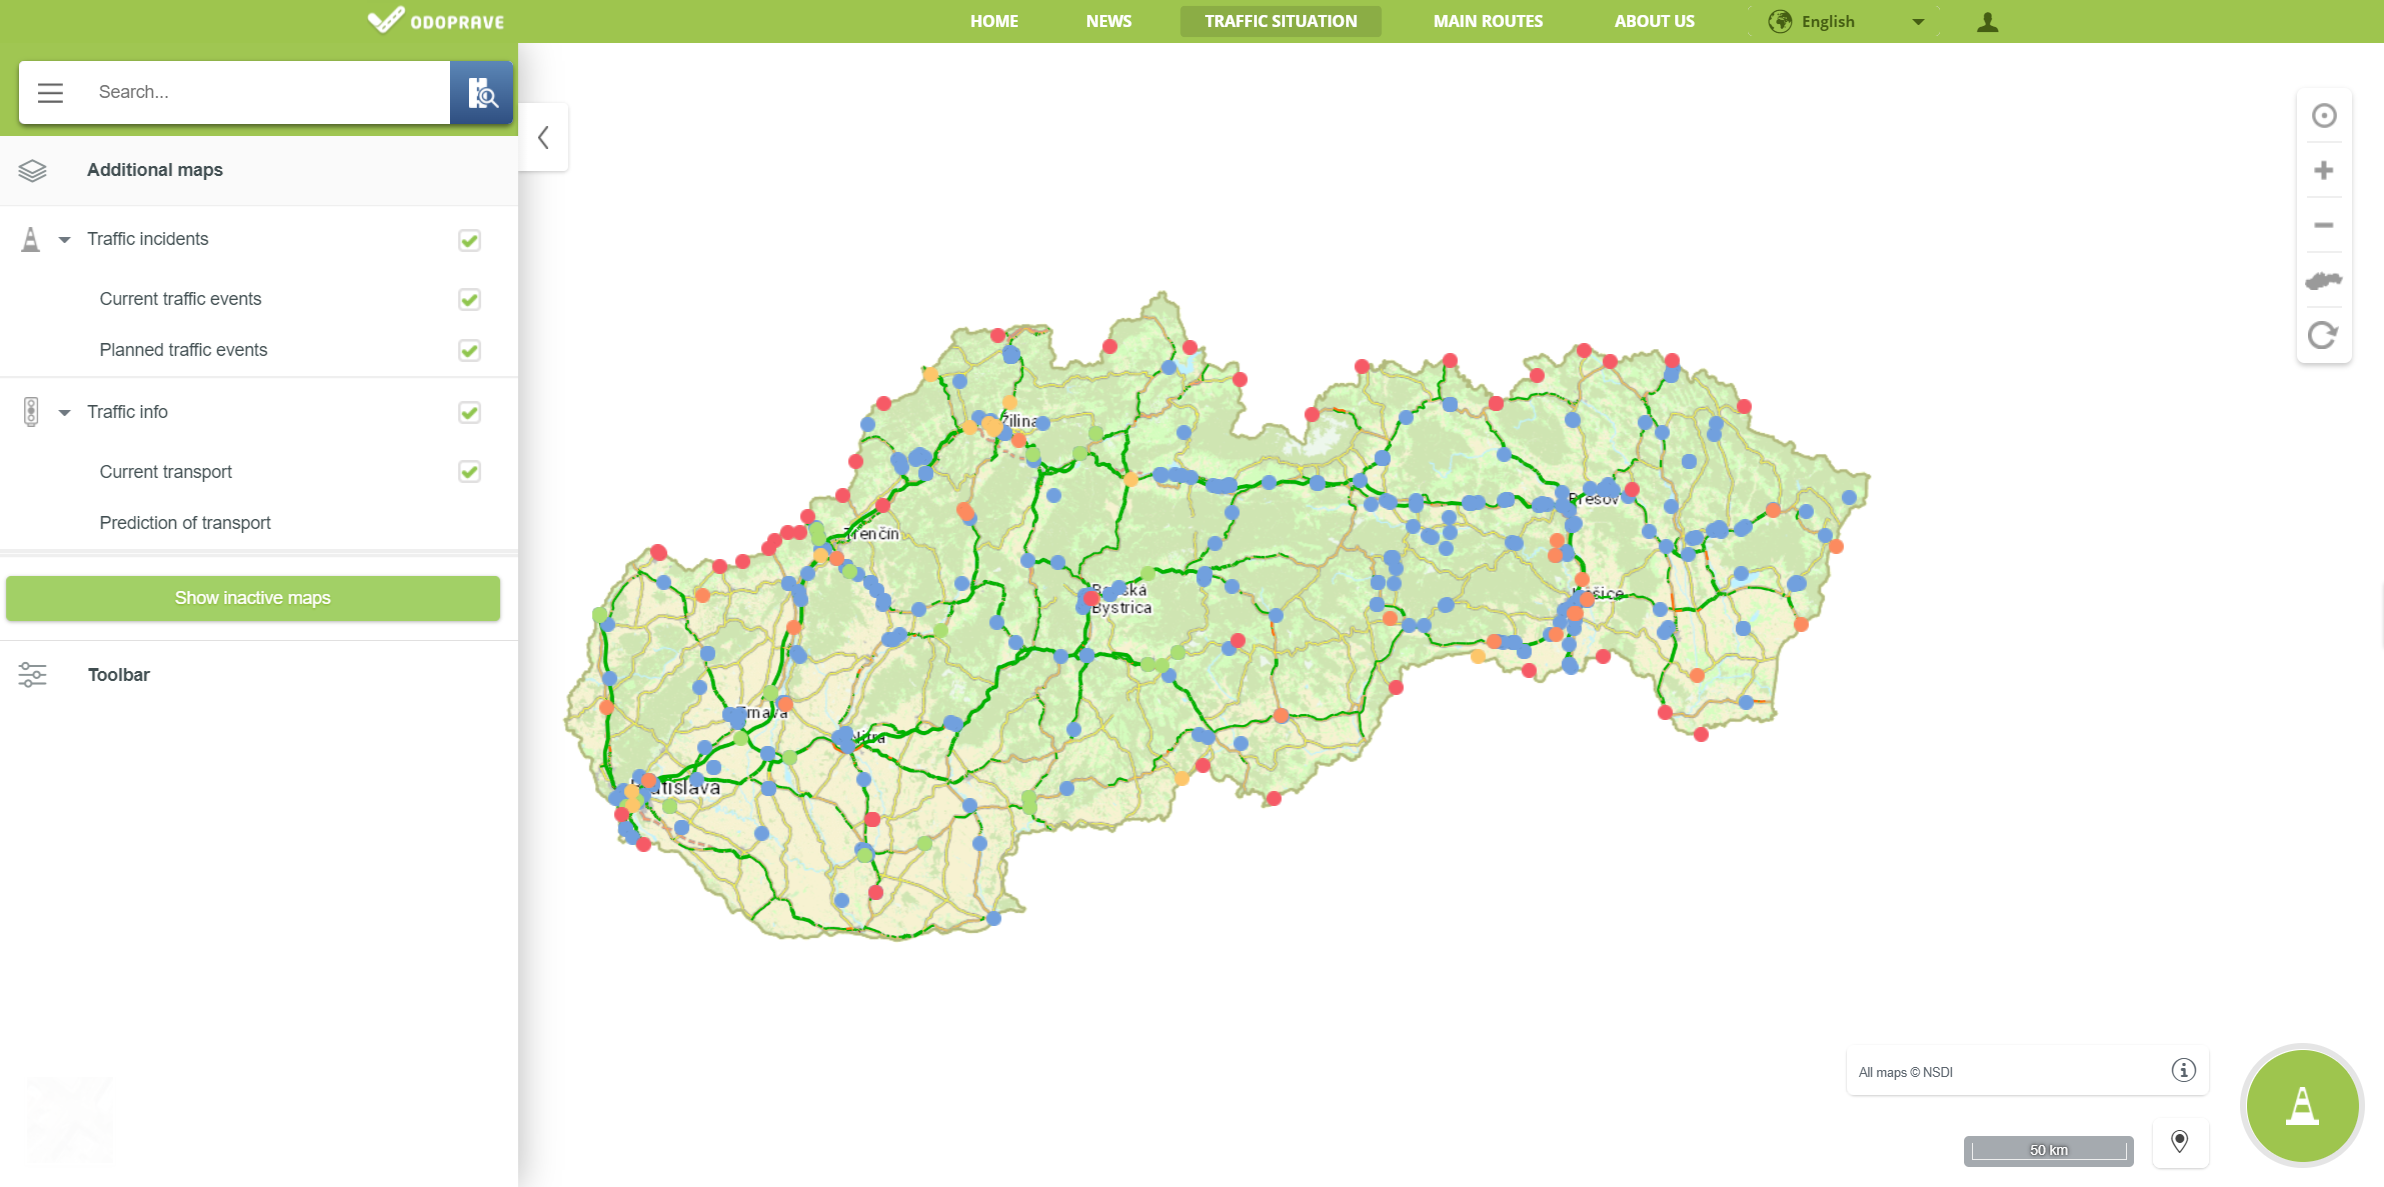 ODOPRAVE
HOME
NEWS
TRAFFIC SITUATION
MAIN ROUTES
ABOUT US
English
Search...
Additional maps
Traffic incidents
Current traffic events
Planned traffic events
Traffic info
Current transport
Prediction of transport
Show inactive maps
Toolbar
Žilina
Trenčín
Prešov
Bystrica
Košice
Trnava
Nitra
Bratislava
All maps © NSDI
50 km